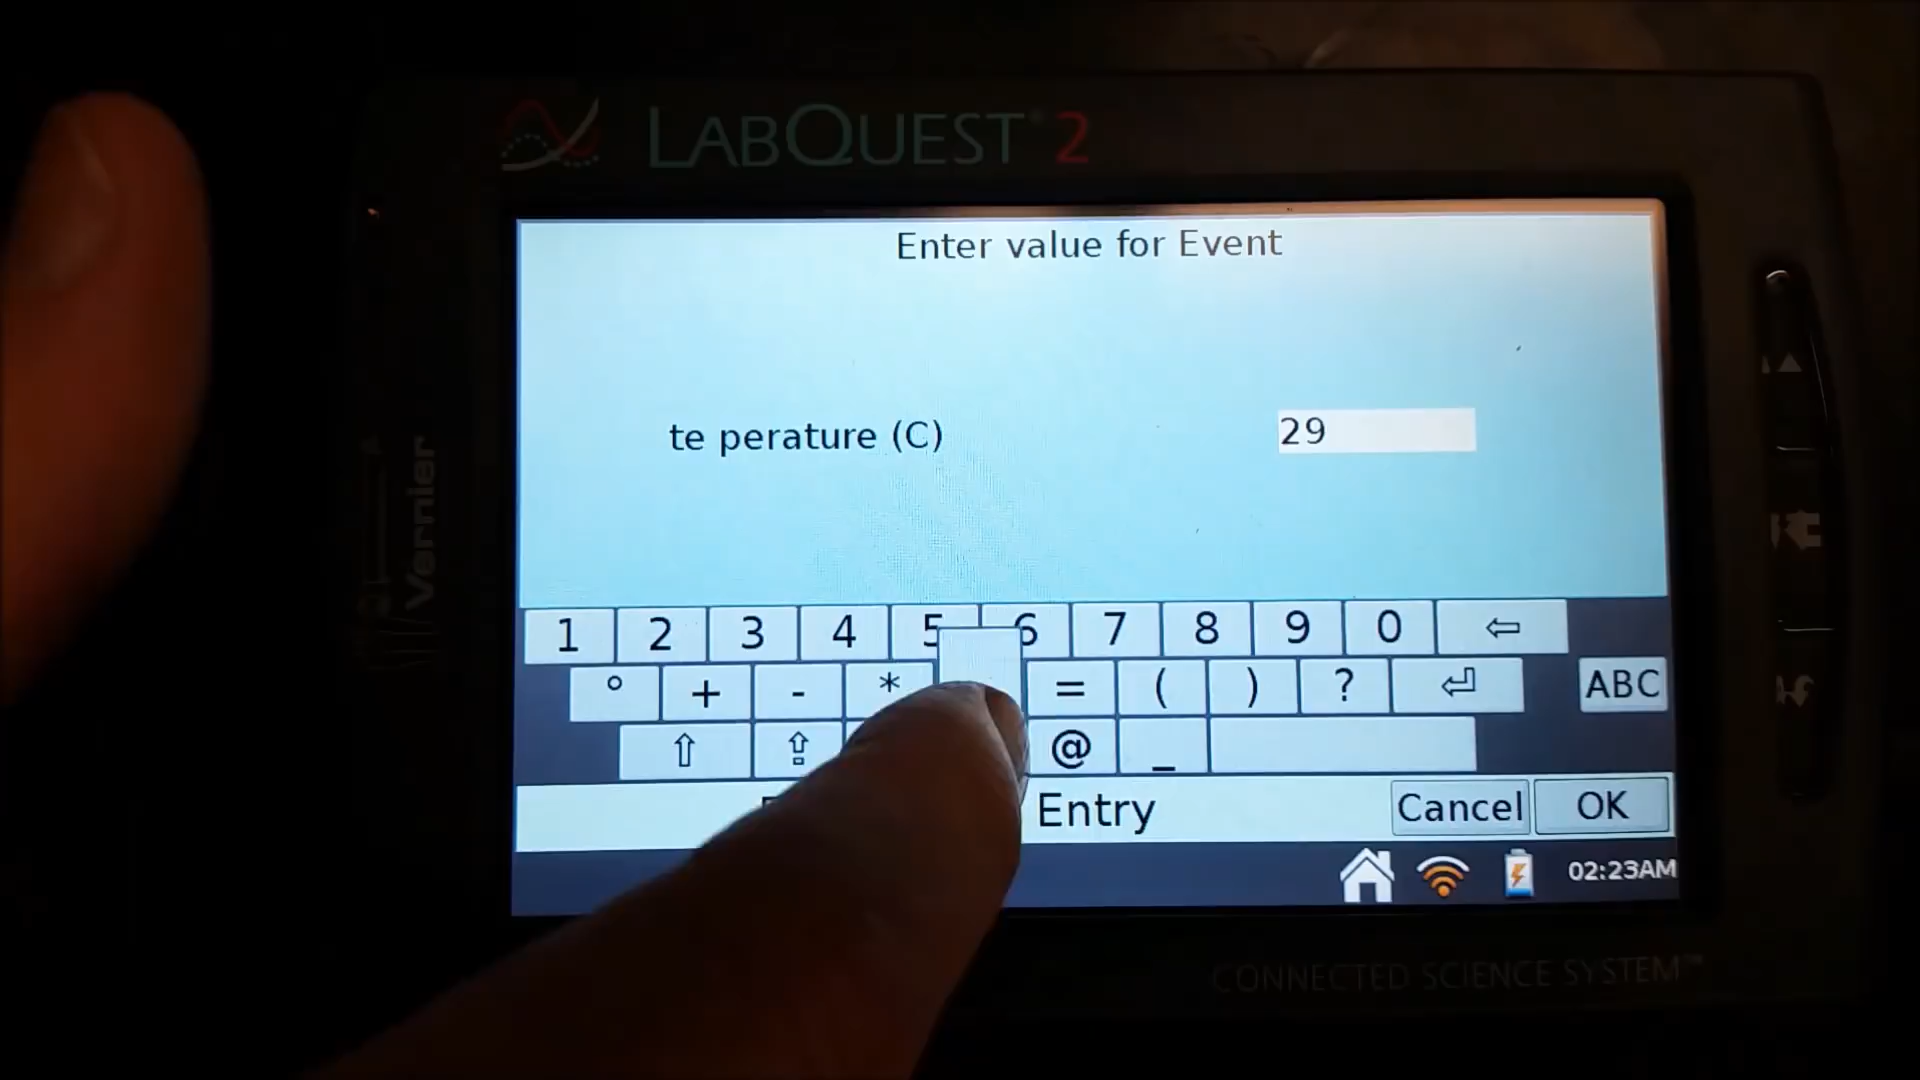 LABQUEST 2
Enter value for Event
te perature (C) 29
1 2 3 4 5 6 7 8 9 0 ⇦
° + - * = ( ) ? ⏎ ABC
⇧ ⇪ @ _
Entry Cancel OK
02:23AM
Vernier
CONNECTED SCIENCE SYSTEM™